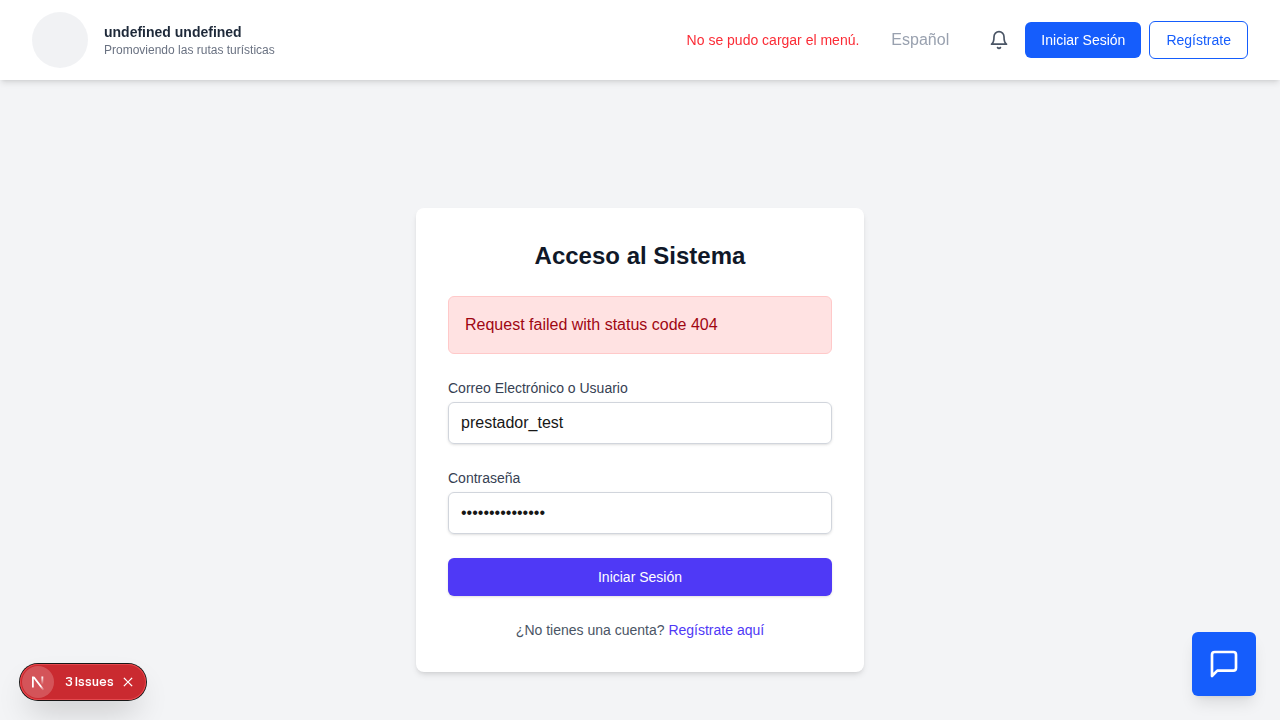 undefined undefined
Promoviendo las rutas turísticas
No se pudo cargar el menú.
Español
Iniciar Sesión
Regístrate
Acceso al Sistema
Request failed with status code 404
Correo Electrónico o Usuario
prestador_test
Contraseña
•••••••••••••••
Iniciar Sesión
¿No tienes una cuenta? Regístrate aquí
N
3 Issues